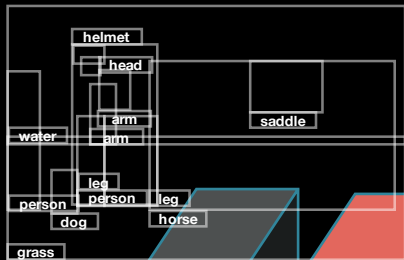 helmet
head
arm
saddle
water
arm
leg
person
person
leg
dog
horse
grass